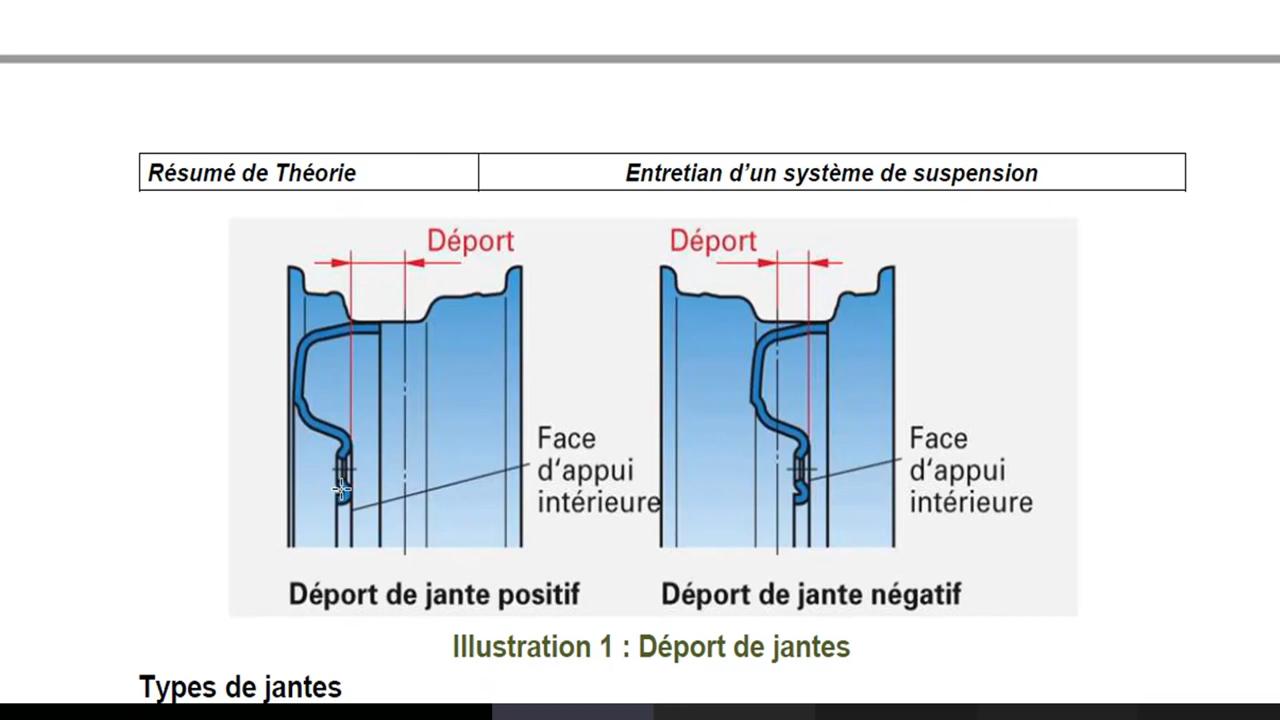 Résumé de Théorie
Entretian d’un système de suspension
Déport
Déport
Face
d‘appui
intérieure
Face
d‘appui
intérieure
Déport de jante positif
Déport de jante négatif
Illustration 1 : Déport de jantes
Types de jantes